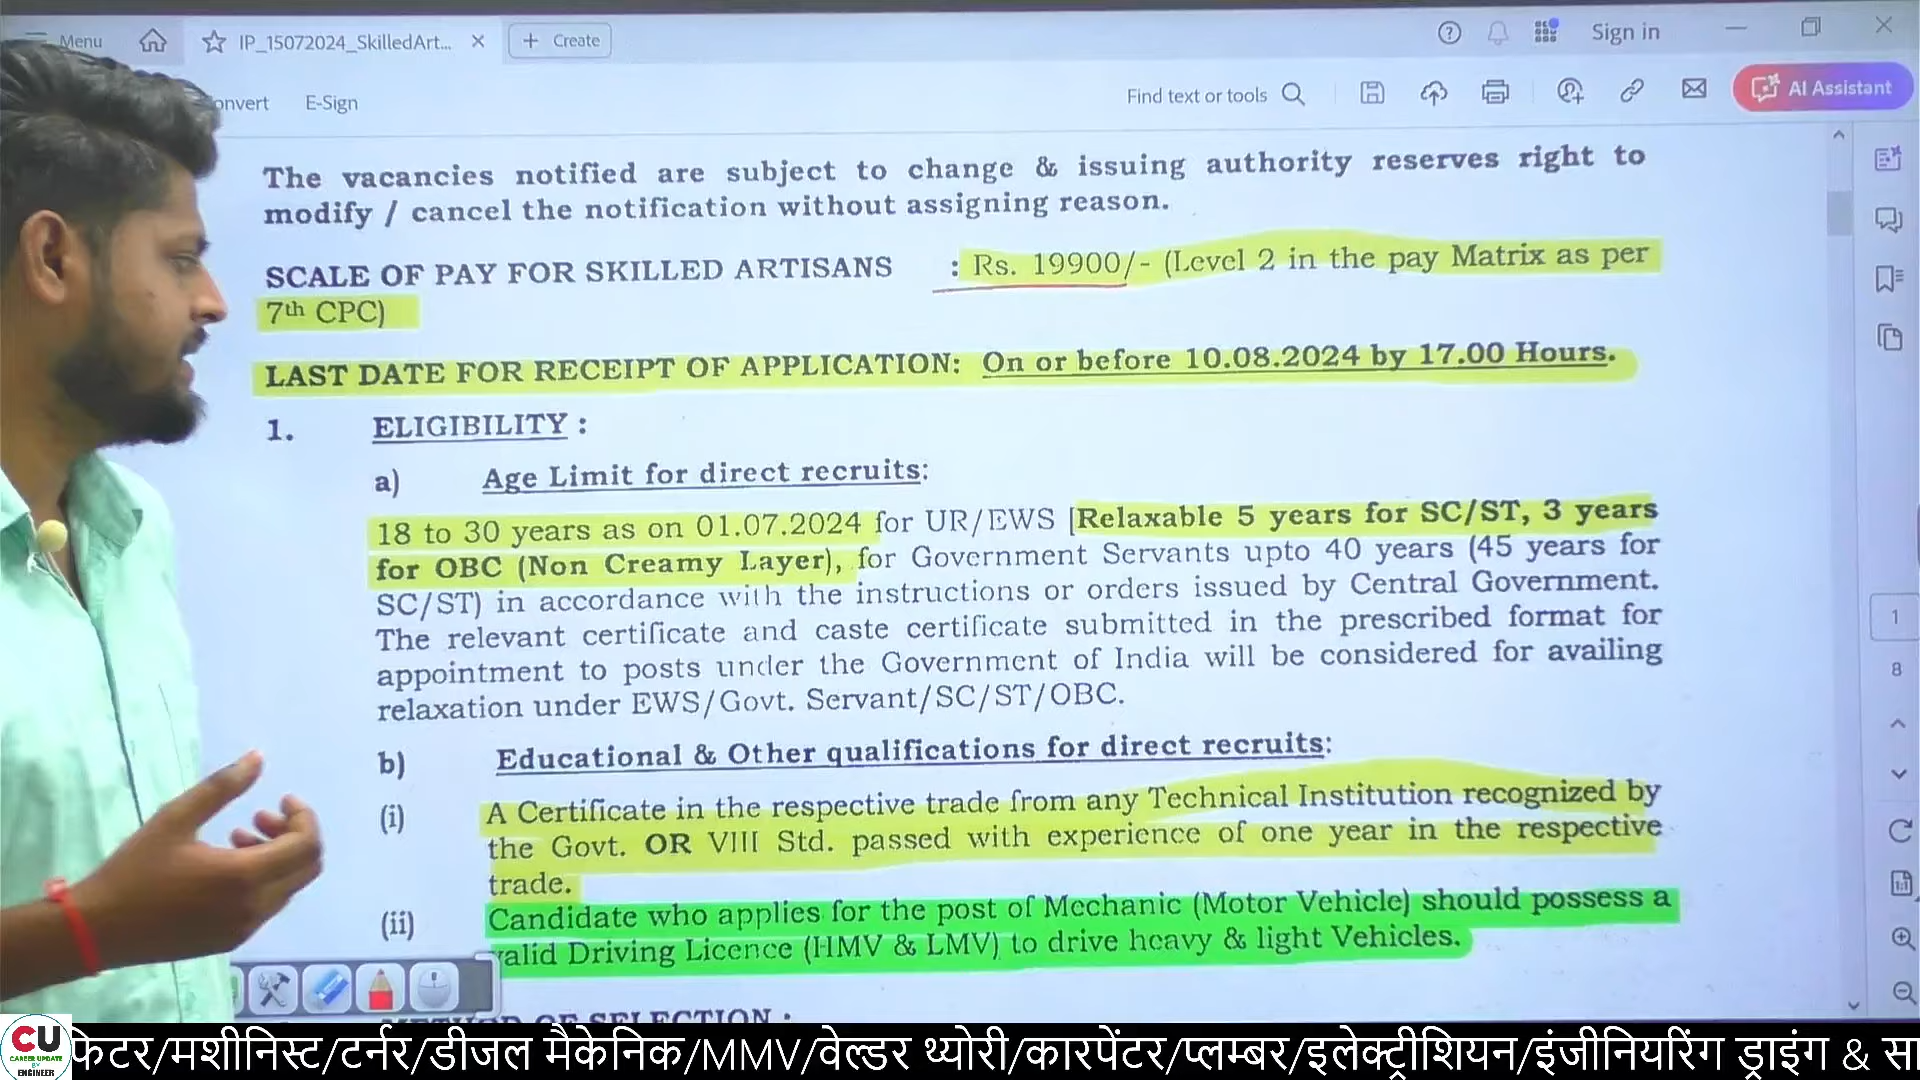 Menu
IP_15072024_SkilledArt...
Create
Sign in
onvert
E-Sign
Find text or tools
AI Assistant
The vacancies notified are subject to change & issuing authority reserves right to
modify / cancel the notification without assigning reason.
SCALE OF PAY FOR SKILLED ARTISANS : Rs. 19900/- (Level 2 in the pay Matrix as per
7th CPC)
LAST DATE FOR RECEIPT OF APPLICATION: On or before 10.08.2024 by 17.00 Hours.
1. ELIGIBILITY :
a) Age Limit for direct recruits:
18 to 30 years as on 01.07.2024 for UR/EWS [Relaxable 5 years for SC/ST, 3 years
for OBC (Non Creamy Layer), for Government Servants upto 40 years (45 years for
SC/ST) in accordance with the instructions or orders issued by Central Government.
The relevant certificate and caste certificate submitted in the prescribed format for
appointment to posts under the Government of India will be considered for availing
relaxation under EWS/Govt. Servant/SC/ST/OBC.
b) Educational & Other qualifications for direct recruits:
(i) A Certificate in the respective trade from any Technical Institution recognized by
the Govt. OR VIII Std. passed with experience of one year in the respective
trade.
(ii) Candidate who applies for the post of Mechanic (Motor Vehicle) should possess a
valid Driving Licence (HMV & LMV) to drive heavy & light Vehicles.
METHOD OF SELECTION :
1
8
CU
CAREER UPDATE
BY
ENGINEER
फिटर/मशीनिस्ट/टर्नर/डीजल मैकेनिक/MMV/वेल्डर थ्योरी/कारपेंटर/प्लम्बर/इलेक्ट्रीशियन/इंजीनियरिंग ड्राइंग & सा